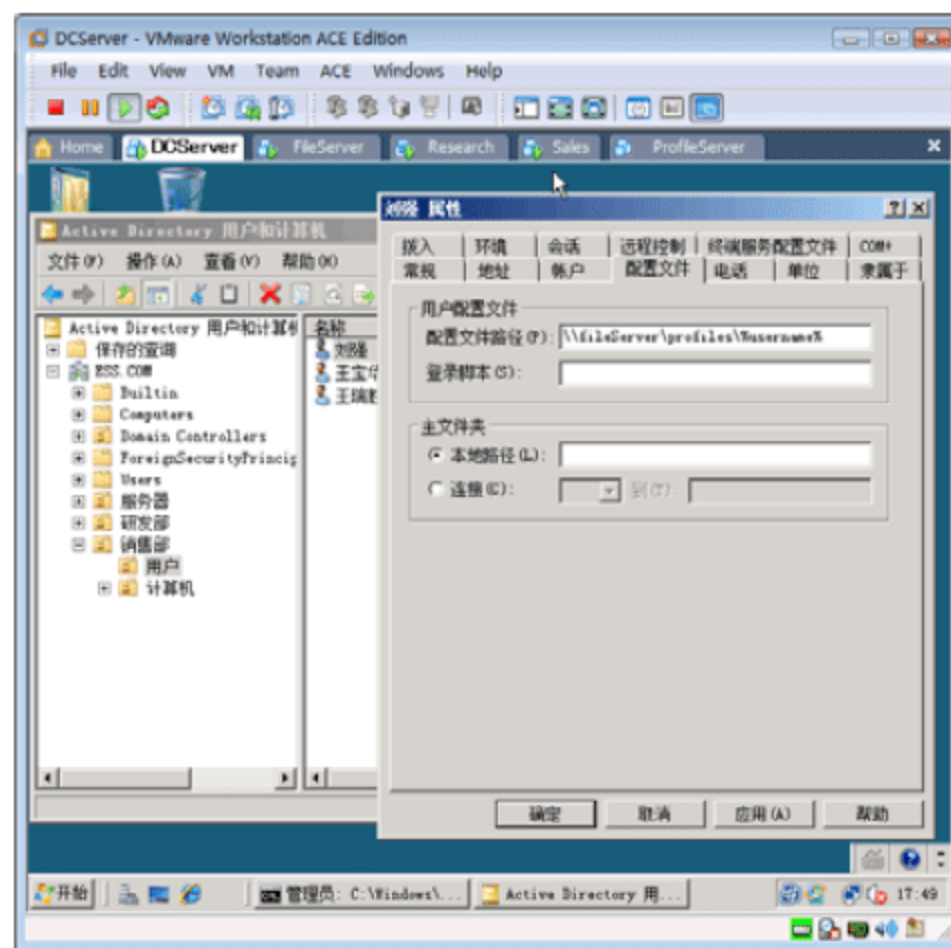 DCServer - VMware Workstation ACE Edition
File Edit View VM Team ACE Windows Help
Home DCServer FileServer Research Sales ProfileServer
刘强 属性
Active Directory 用户和计算机
拨入 环境 会话 远程控制 终端服务配置文件 COM+
文件(F) 操作(A) 查看(V) 帮助(H)
常规 地址 帐户 配置文件 电话 单位 隶属于
Active Directory 用户和计算机
名称
保存的查询
刘强
ESS.COM
王宝华
Builtin
王瑞
Computers
Domain Controllers
ForeignSecurityPrincip
Users
服务器
研发部
销售部
用户
计算机
用户配置文件
配置文件路径(P): \\fileServer\profiles\%username%
登录脚本(S):
主文件夹
本地路径(L):
连接(C): 到(T):
确定 取消 应用(A) 帮助
开始 管理员: C:\Windows\... Active Directory 用... 17:49